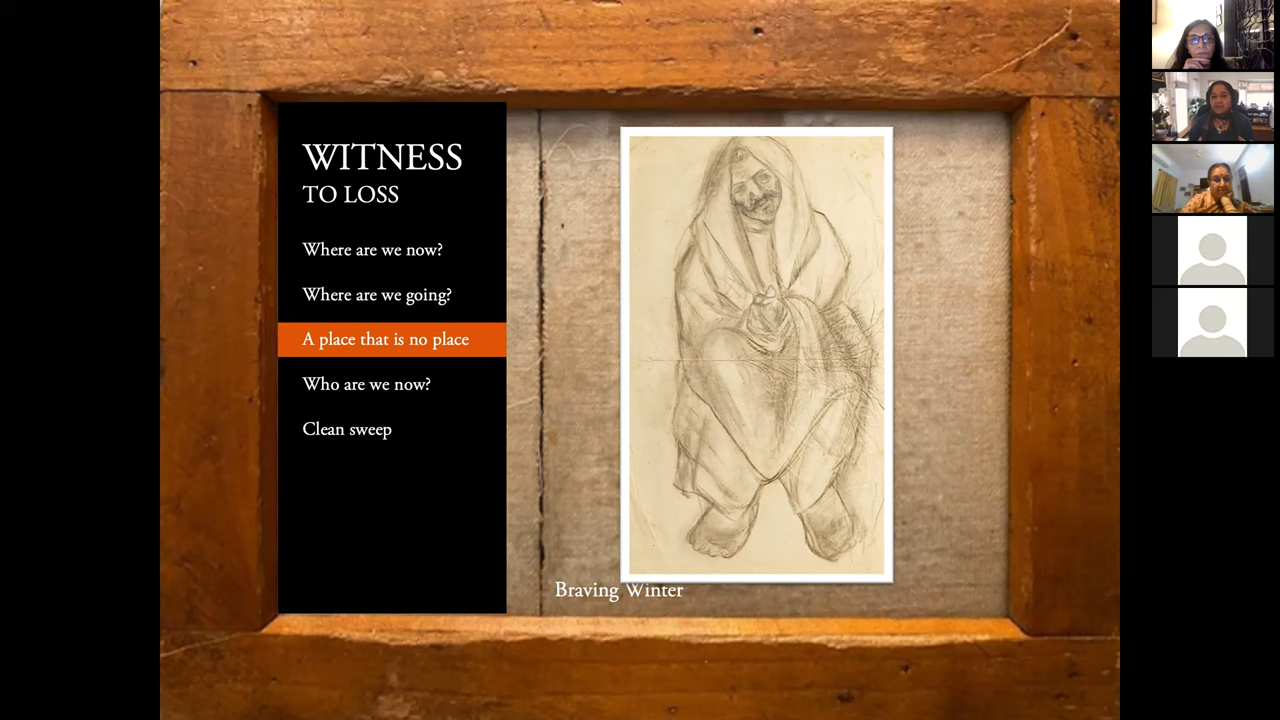 WITNESS
TO LOSS
Where are we now?
Where are we going?
A place that is no place
Who are we now?
Clean sweep
Braving Winter